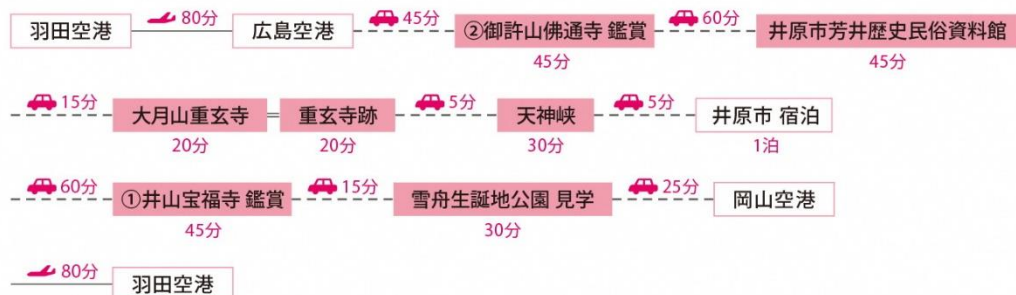 羽田空港 80分 広島空港 45分 ②御許山佛通寺 鑑賞 60分 井原市芳井歴史民俗資料館
45分 45分
15分 大月山重玄寺 重玄寺跡 5分 天神峡 5分 井原市 宿泊
20分 20分 30分 1泊
60分 ①井山宝福寺 鑑賞 15分 雪舟生誕地公園 見学 25分 岡山空港
45分 30分
80分 羽田空港